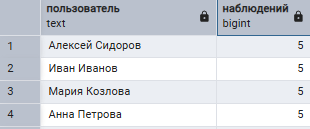 пользователь наблюдений
text bigint
1 Алексей Сидоров 5
2 Иван Иванов 5
3 Мария Козлова 5
4 Анна Петрова 5